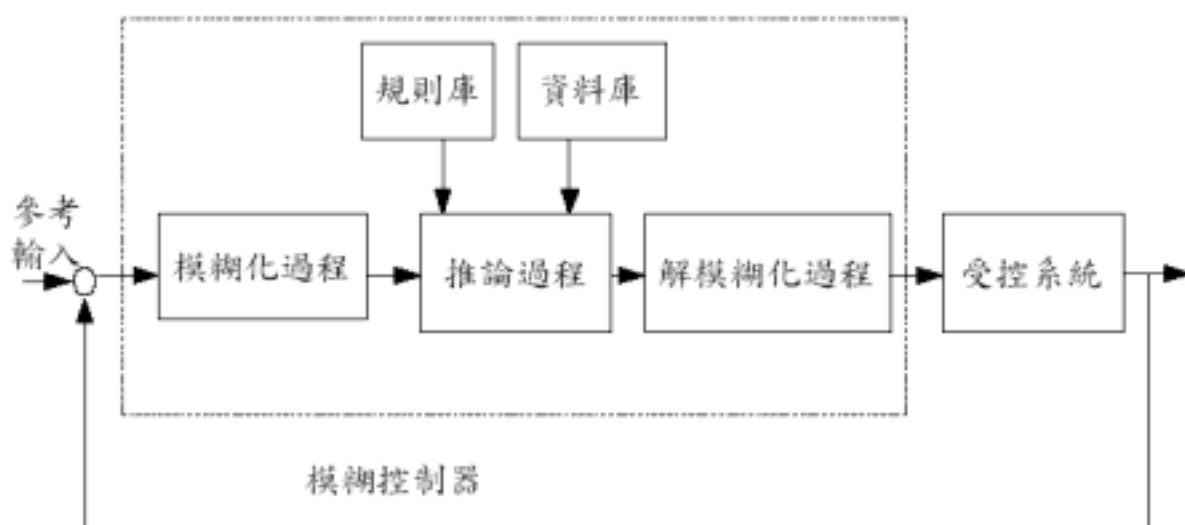 規則庫
資料庫
參考
輸入
模糊化過程
推論過程
解模糊化過程
受控系統
模糊控制器